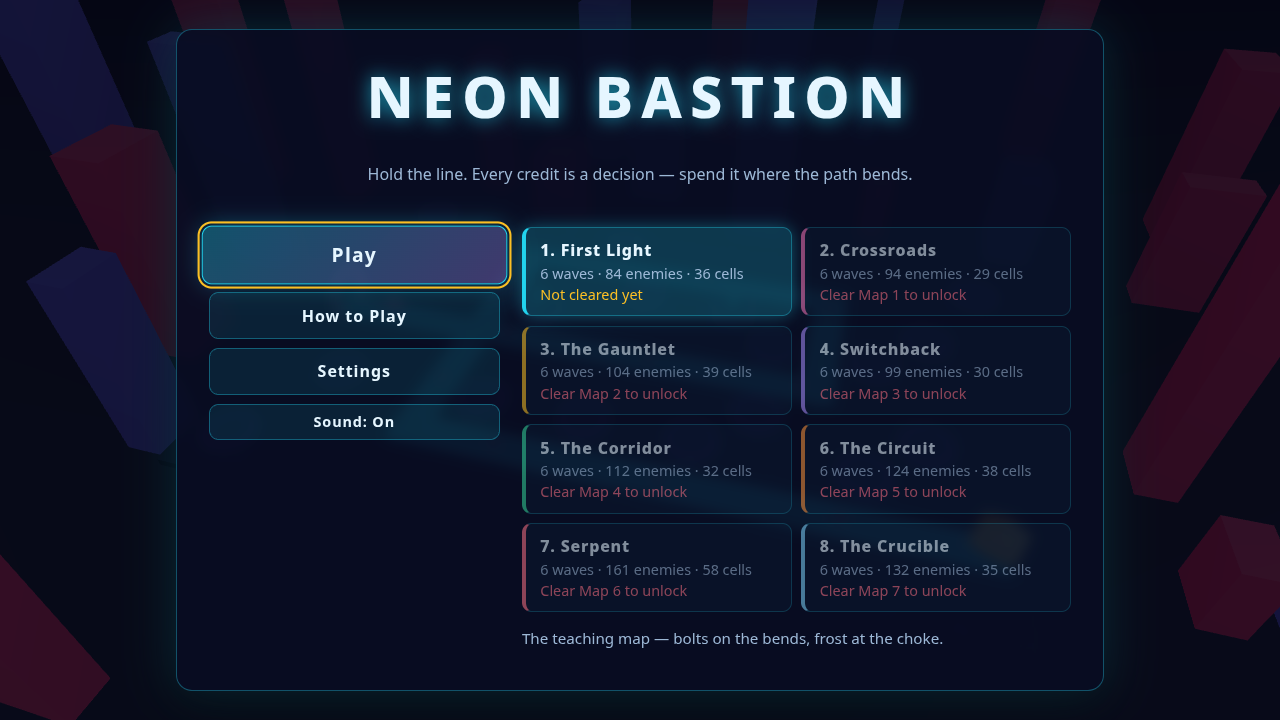 NEON BASTION
Hold the line. Every credit is a decision — spend it where the path bends.
Play
How to Play
Settings
Sound: On
1. First Light
6 waves · 84 enemies · 36 cells
Not cleared yet
2. Crossroads
6 waves · 94 enemies · 29 cells
Clear Map 1 to unlock
3. The Gauntlet
6 waves · 104 enemies · 39 cells
Clear Map 2 to unlock
4. Switchback
6 waves · 99 enemies · 30 cells
Clear Map 3 to unlock
5. The Corridor
6 waves · 112 enemies · 32 cells
Clear Map 4 to unlock
6. The Circuit
6 waves · 124 enemies · 38 cells
Clear Map 5 to unlock
7. Serpent
6 waves · 161 enemies · 58 cells
Clear Map 6 to unlock
8. The Crucible
6 waves · 132 enemies · 35 cells
Clear Map 7 to unlock
The teaching map — bolts on the bends, frost at the choke.